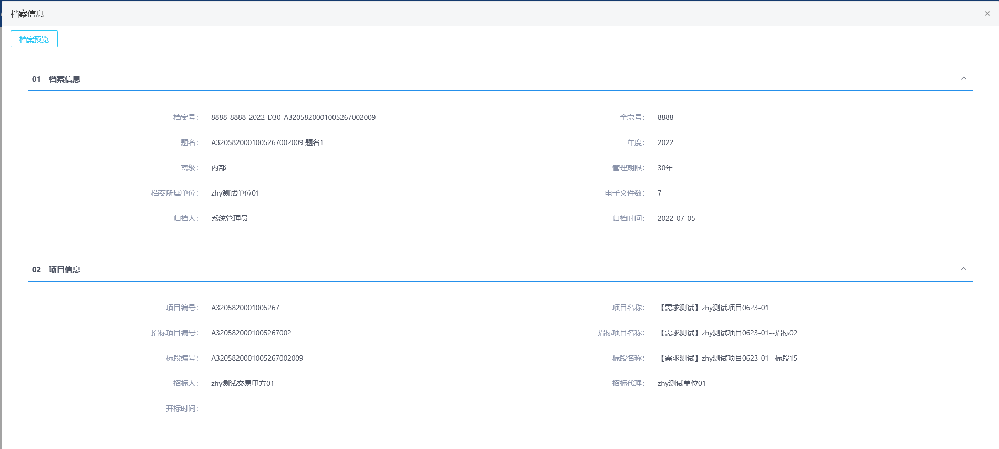 档案信息
档案预览
01 档案信息
档案号： 8888-8888-2022-D30-A3205820001005267002009 全宗号： 8888
题名： A3205820001005267002009 题名1 年度： 2022
密级： 内部 管理期限： 30年
档案所属单位： zhy测试单位01 电子文件数： 7
归档人： 系统管理员 归档时间： 2022-07-05
02 项目信息
项目编号： A3205820001005267 项目名称： 【需求测试】zhy测试项目0623-01
招标项目编号： A3205820001005267002 招标项目名称： 【需求测试】zhy测试项目0623-01--招标02
标段编号： A3205820001005267002009 标段名称： 【需求测试】zhy测试项目0623-01--标段15
招标人： zhy测试交易甲方01 招标代理： zhy测试单位01
开标时间：